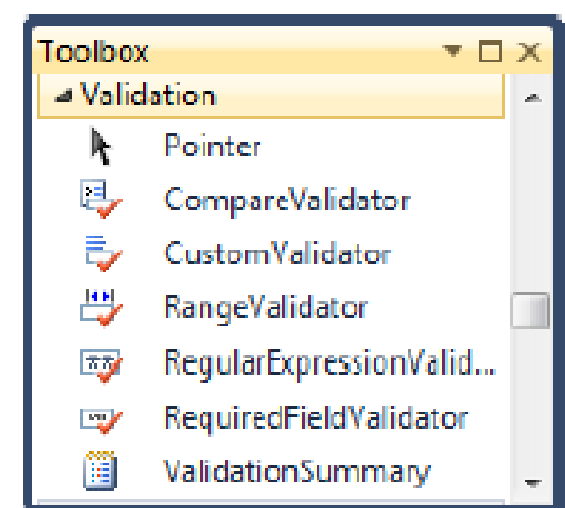 Toolbox
Validation
Pointer
CompareValidator
CustomValidator
RangeValidator
RegularExpressionValid...
RequiredFieldValidator
ValidationSummary